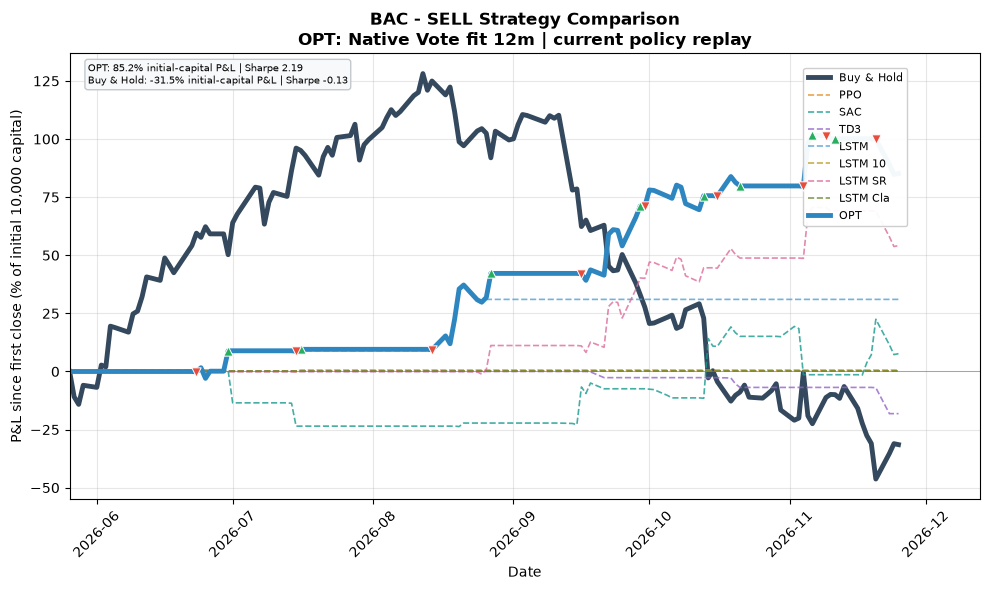 BAC - SELL Strategy Comparison
OPT: Native Vote fit 12m | current policy replay
OPT: 85.2% initial-capital P&L | Sharpe 2.19
Buy & Hold: -31.5% initial-capital P&L | Sharpe -0.13
Buy & Hold
PPO
SAC
TD3
LSTM
LSTM 10
LSTM SR
LSTM Cla
OPT
P&L since first close (% of initial 10,000 capital)
125
100
75
50
25
0
−25
−50
2026-06
2026-07
2026-08
2026-09
2026-10
2026-11
2026-12
Date